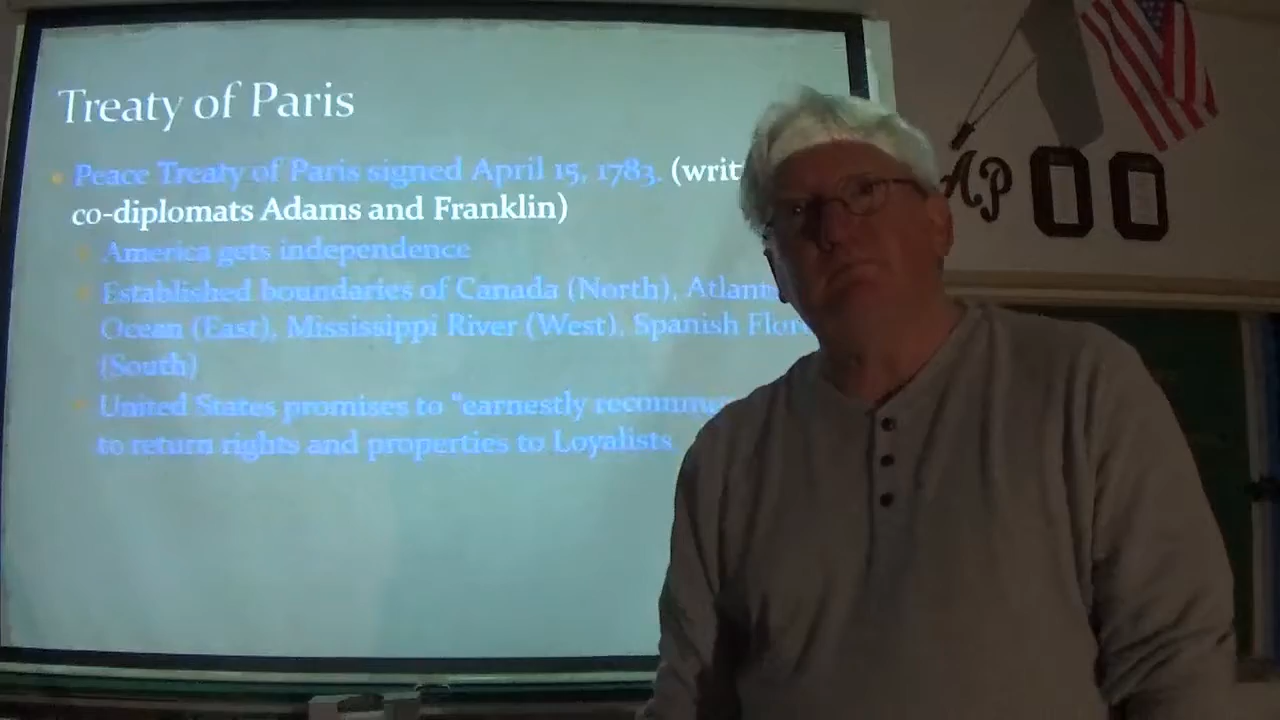 Treaty of Paris
Peace Treaty of Paris signed April 15, 1783. (writ
co-diplomats Adams and Franklin)
America gets independence
Established boundaries of Canada (North), Atlant
Ocean (East), Mississippi River (West), Spanish Flor
(South)
United States promises to "earnestly recomme
to return rights and properties to Loyalists
AP